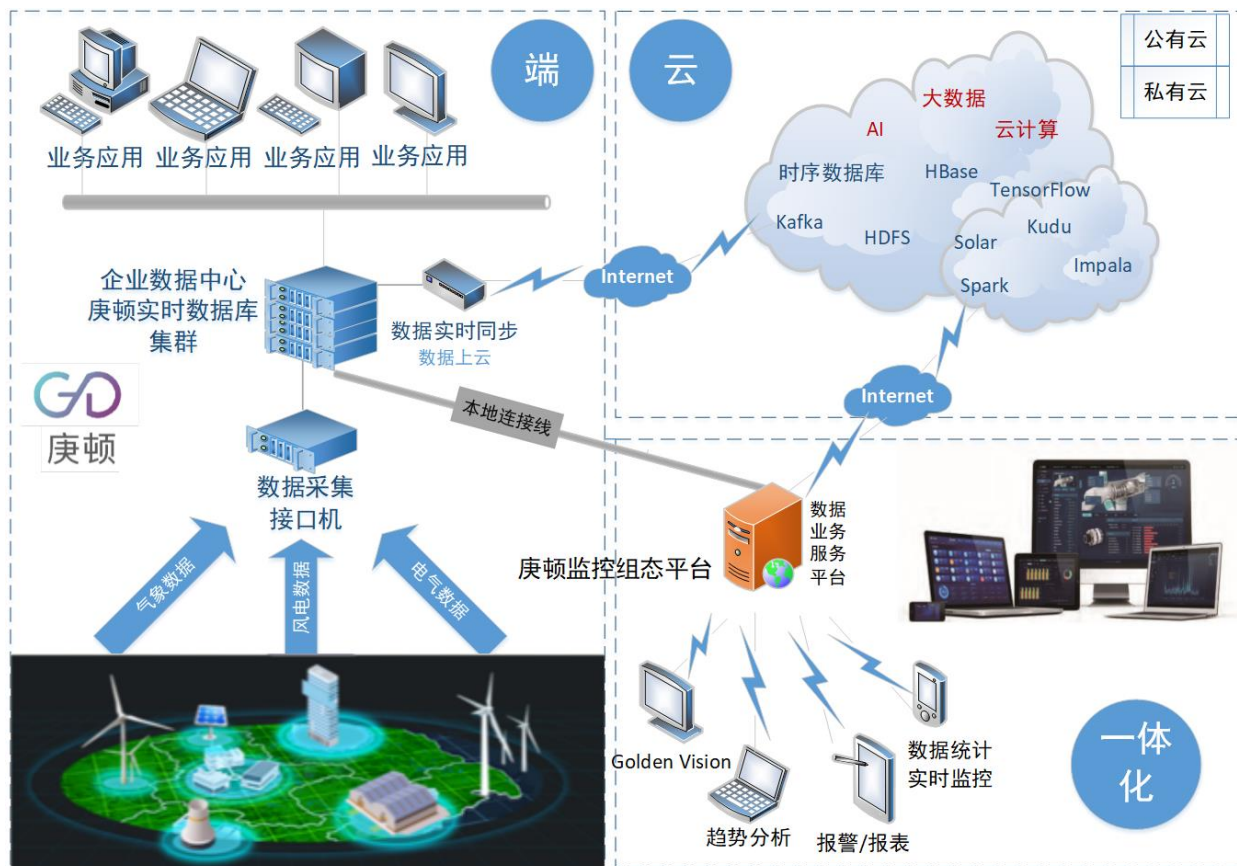 端
业务应用
业务应用
业务应用
业务应用
企业数据中心
庚顿实时数据库
集群
数据实时同步
数据上云
庚顿
数据采集
接口机
气象数据
风电数据
电气数据
本地连接线
云
公有云
私有云
大数据
AI
云计算
时序数据库
HBase
TensorFlow
Kafka
HDFS
Solar
Kudu
Impala
Spark
Internet
Internet
庚顿监控组态平台
数据
业务
服务
平台
Golden Vision
趋势分析
报警/报表
数据统计
实时监控
一体
化